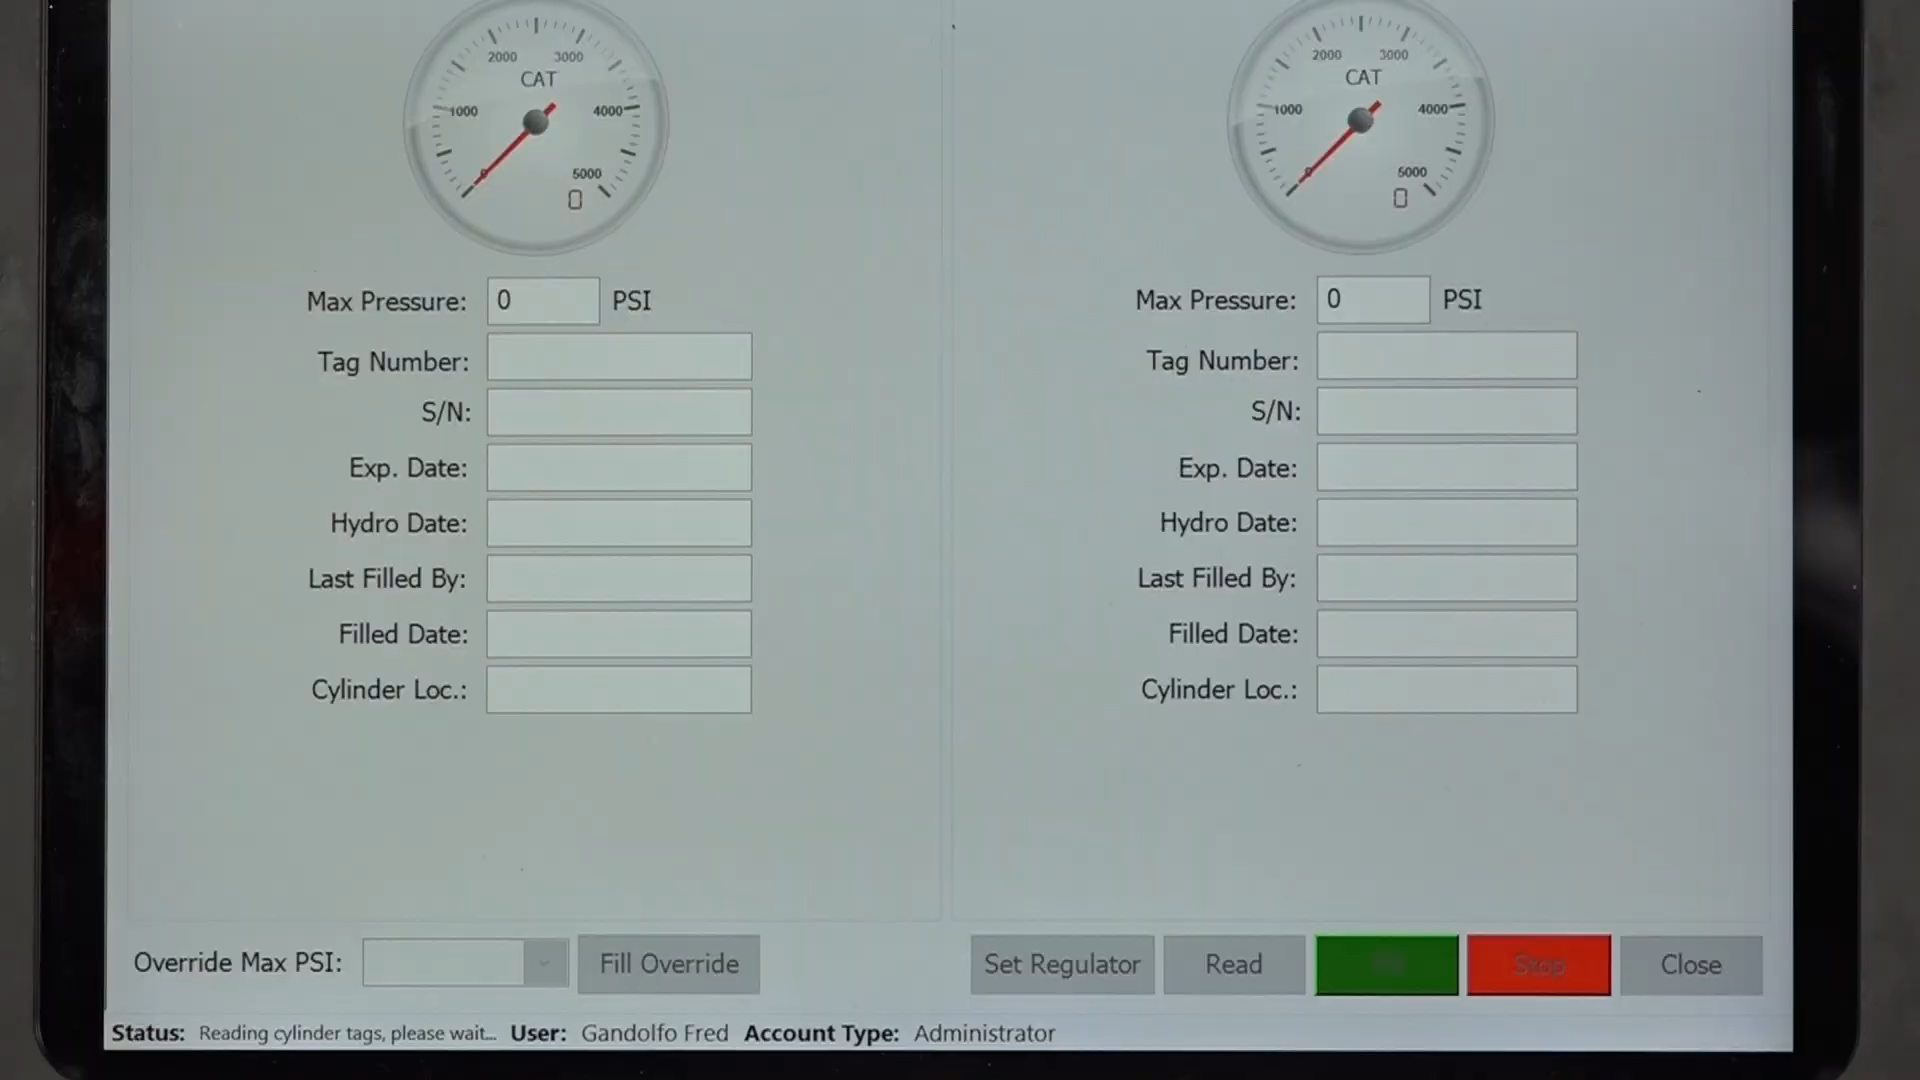 2000 3000
CAT
1000 4000
0 5000
0
Max Pressure: 0 PSI
Tag Number:
S/N:
Exp. Date:
Hydro Date:
Last Filled By:
Filled Date:
Cylinder Loc.:
2000 3000
CAT
1000 4000
0 5000
0
Max Pressure: 0 PSI
Tag Number:
S/N:
Exp. Date:
Hydro Date:
Last Filled By:
Filled Date:
Cylinder Loc.:
Override Max PSI: Fill Override Set Regulator Read Stop Close
Status: Reading cylinder tags, please wait... User: Gandolfo Fred Account Type: Administrator